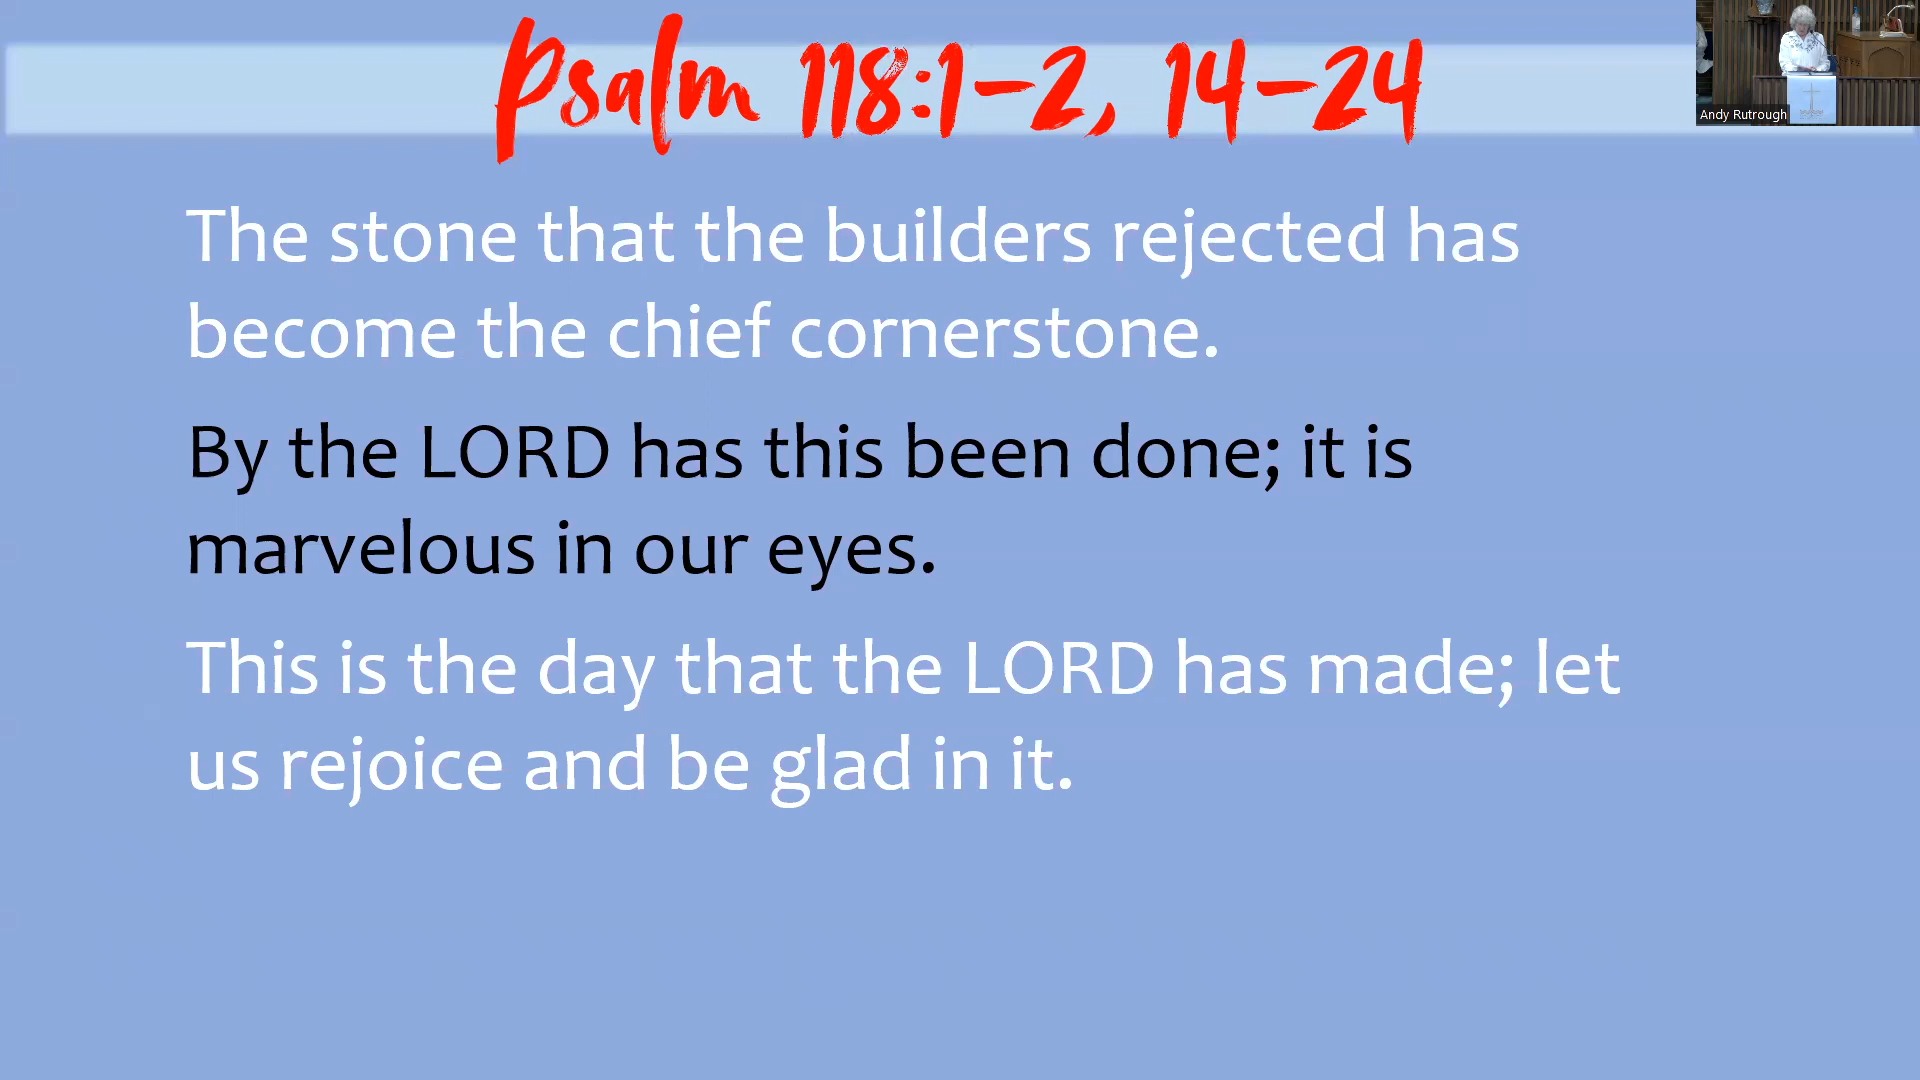 Psalm 118:1-2, 14-24
Andy Rutrough
The stone that the builders rejected has
become the chief cornerstone.
By the LORD has this been done; it is
marvelous in our eyes.
This is the day that the LORD has made; let
us rejoice and be glad in it.